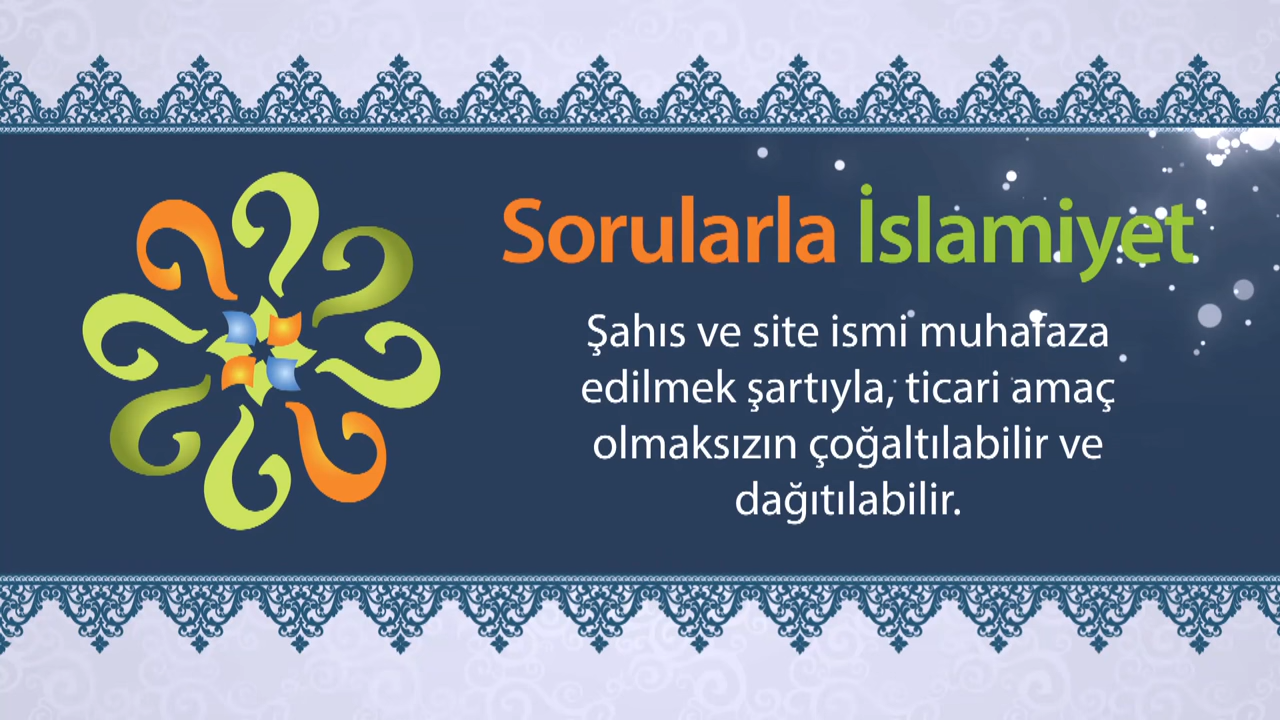 Sorularla İslamiyet
Şahıs ve site ismi muhafaza
edilmek şartıyla, ticari amaç
olmaksızın çoğaltılabilir ve
dağıtılabilir.